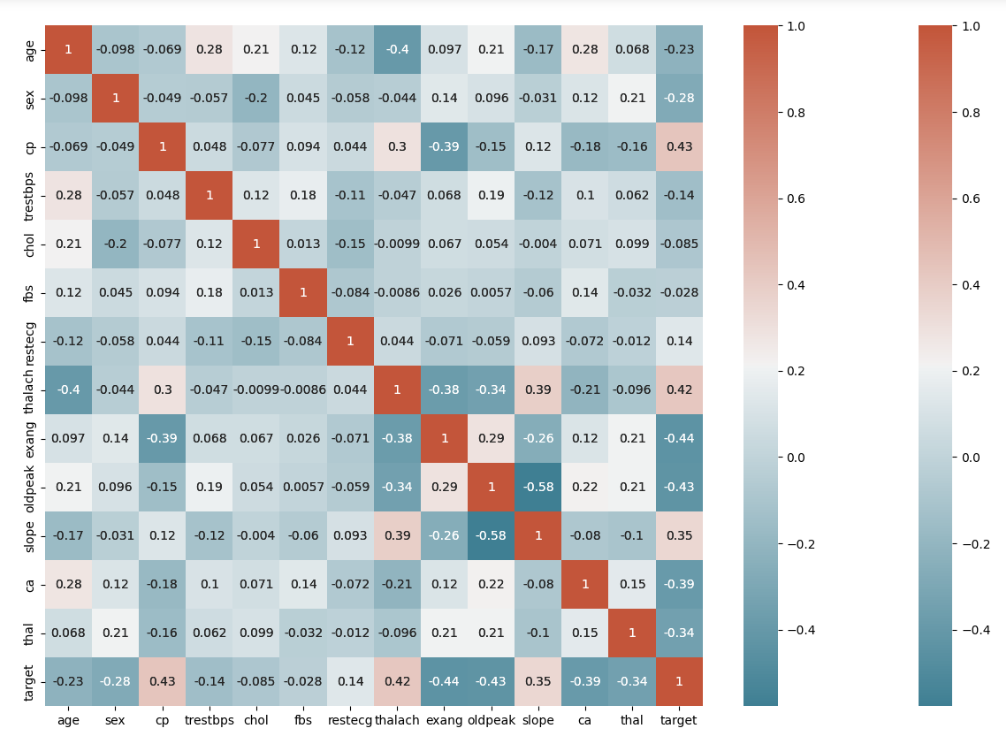 age 1 -0.098 -0.069 0.28 0.21 0.12 -0.12 -0.4 0.097 0.21 -0.17 0.28 0.068 -0.23
sex -0.098 1 -0.049 -0.057 -0.2 0.045 -0.058 -0.044 0.14 0.096 -0.031 0.12 0.21 -0.28
cp -0.069 -0.049 1 0.048 -0.077 0.094 0.044 0.3 -0.39 -0.15 0.12 -0.18 -0.16 0.43
trestbps 0.28 -0.057 0.048 1 0.12 0.18 -0.11 -0.047 0.068 0.19 -0.12 0.1 0.062 -0.14
chol 0.21 -0.2 -0.077 0.12 1 0.013 -0.15 -0.0099 0.067 0.054 -0.004 0.071 0.099 -0.085
fbs 0.12 0.045 0.094 0.18 0.013 1 -0.084 -0.0086 0.026 0.0057 -0.06 0.14 -0.032 -0.028
restecg -0.12 -0.058 0.044 -0.11 -0.15 -0.084 1 0.044 -0.071 -0.059 0.093 -0.072 -0.012 0.14
thalach -0.4 -0.044 0.3 -0.047 -0.0099 -0.0086 0.044 1 -0.38 -0.34 0.39 -0.21 -0.096 0.42
exang 0.097 0.14 -0.39 0.068 0.067 0.026 -0.071 -0.38 1 0.29 -0.26 0.12 0.21 -0.44
oldpeak 0.21 0.096 -0.15 0.19 0.054 0.0057 -0.059 -0.34 0.29 1 -0.58 0.22 0.21 -0.43
slope -0.17 -0.031 0.12 -0.12 -0.004 -0.06 0.093 0.39 -0.26 -0.58 1 -0.08 -0.1 0.35
ca 0.28 0.12 -0.18 0.1 0.071 0.14 -0.072 -0.21 0.12 0.22 -0.08 1 0.15 -0.39
thal 0.068 0.21 -0.16 0.062 0.099 -0.032 -0.012 -0.096 0.21 0.21 -0.1 0.15 1 -0.34
target -0.23 -0.28 0.43 -0.14 -0.085 -0.028 0.14 0.42 -0.44 -0.43 0.35 -0.39 -0.34 1
age sex cp trestbps chol fbs restecg thalach exang oldpeak slope ca thal target
1.0
0.8
0.6
0.4
0.2
0.0
−0.2
−0.4
1.0
0.8
0.6
0.4
0.2
0.0
−0.2
−0.4